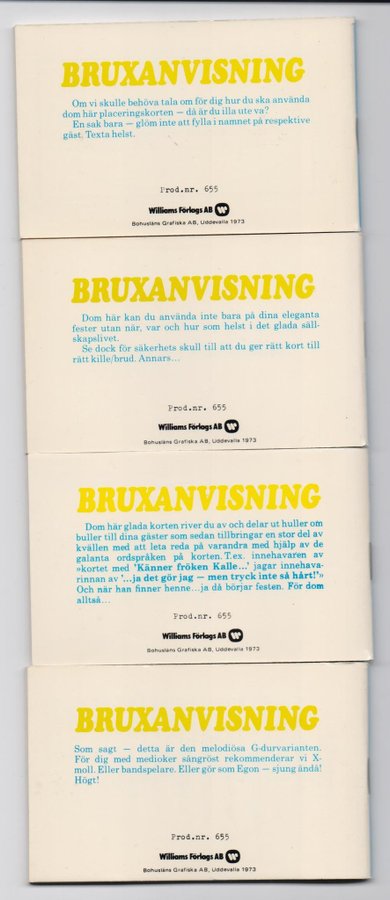 BRUXANVISNING
Om vi skulle behöva tala om för dig hur du ska använda
dom här placeringskorten — då är du illa ute va?
En sak bara — glöm inte att fylla i namnet på respektive
gäst. Texta helst.
Prod.nr. 655
Williams Förlags AB
Bohusläns Grafiska AB, Uddevalla 1973
BRUXANVISNING
Dom här kan du använda inte bara på dina eleganta
fester utan när, var och hur som helst i det glada säll-
skapslivet.
Se dock för säkerhets skull till att du ger rätt kort till
rätt kille/brud. Annars...
Prod.nr. 655
Williams Förlags AB
Bohusläns Grafiska AB, Uddevalla 1973
BRUXANVISNING
Dom här glada korten river du av och delar ut huller om
buller till dina gäster som sedan tillbringar en stor del av
kvällen med att leta reda på varandra med hjälp av de
galanta ordspråken på korten. T.ex. innehavaren av
»kortet med 'Känner fröken Kalle...' jagar innehava-
rinnan av '...ja det gör jag — men tryck inte så hårt!'»
Och när han finner henne...ja då börjar festen. För dom
alltså...
Prod.nr. 655
Williams Förlags AB
Bohusläns Grafiska AB, Uddevalla 1973
BRUXANVISNING
Som sagt — detta är den melodiösa G-durvarianten.
För dig med medioker sångröst rekommenderar vi X-
moll. Eller bandspelare. Eller gör som Egon — sjung ändå!
Högt!
Prod.nr. 655
Williams Förlags AB
Bohusläns Grafiska AB, Uddevalla 1973